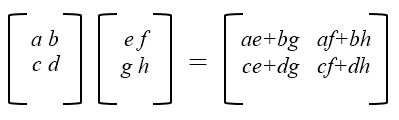 a b   e f   ae+bg   af+bh
c d   g h = ce+dg   cf+dh